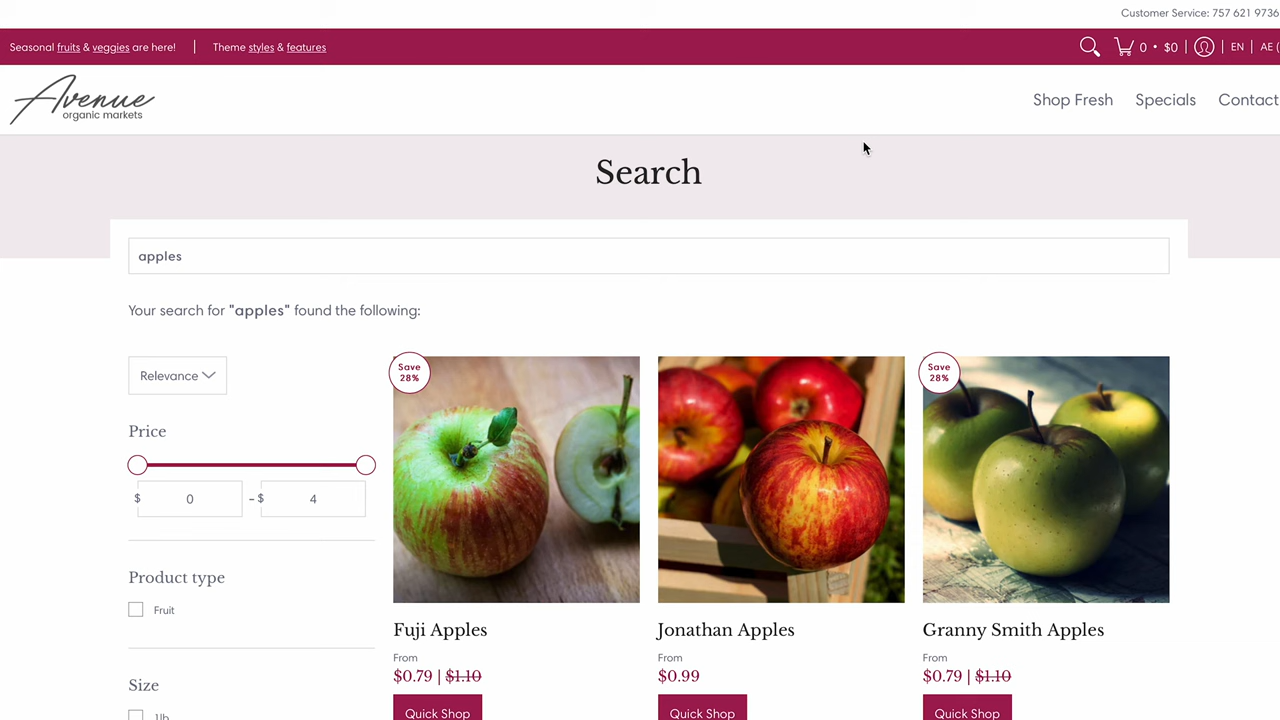 Customer Service: 757 621 9736
Seasonal fruits & veggies are here! | Theme styles & features
0 • $0 | EN | AE (
Avenue
organic markets
Shop Fresh Specials Contact
Search
apples
Your search for "apples" found the following:
Relevance
Price
$ 0 - $ 4
Product type
Fruit
Size
1lb
Save
28%
Save
28%
Fuji Apples
From
$0.79 | $1.10
Quick Shop
Jonathan Apples
From
$0.99
Quick Shop
Granny Smith Apples
From
$0.79 | $1.10
Quick Shop